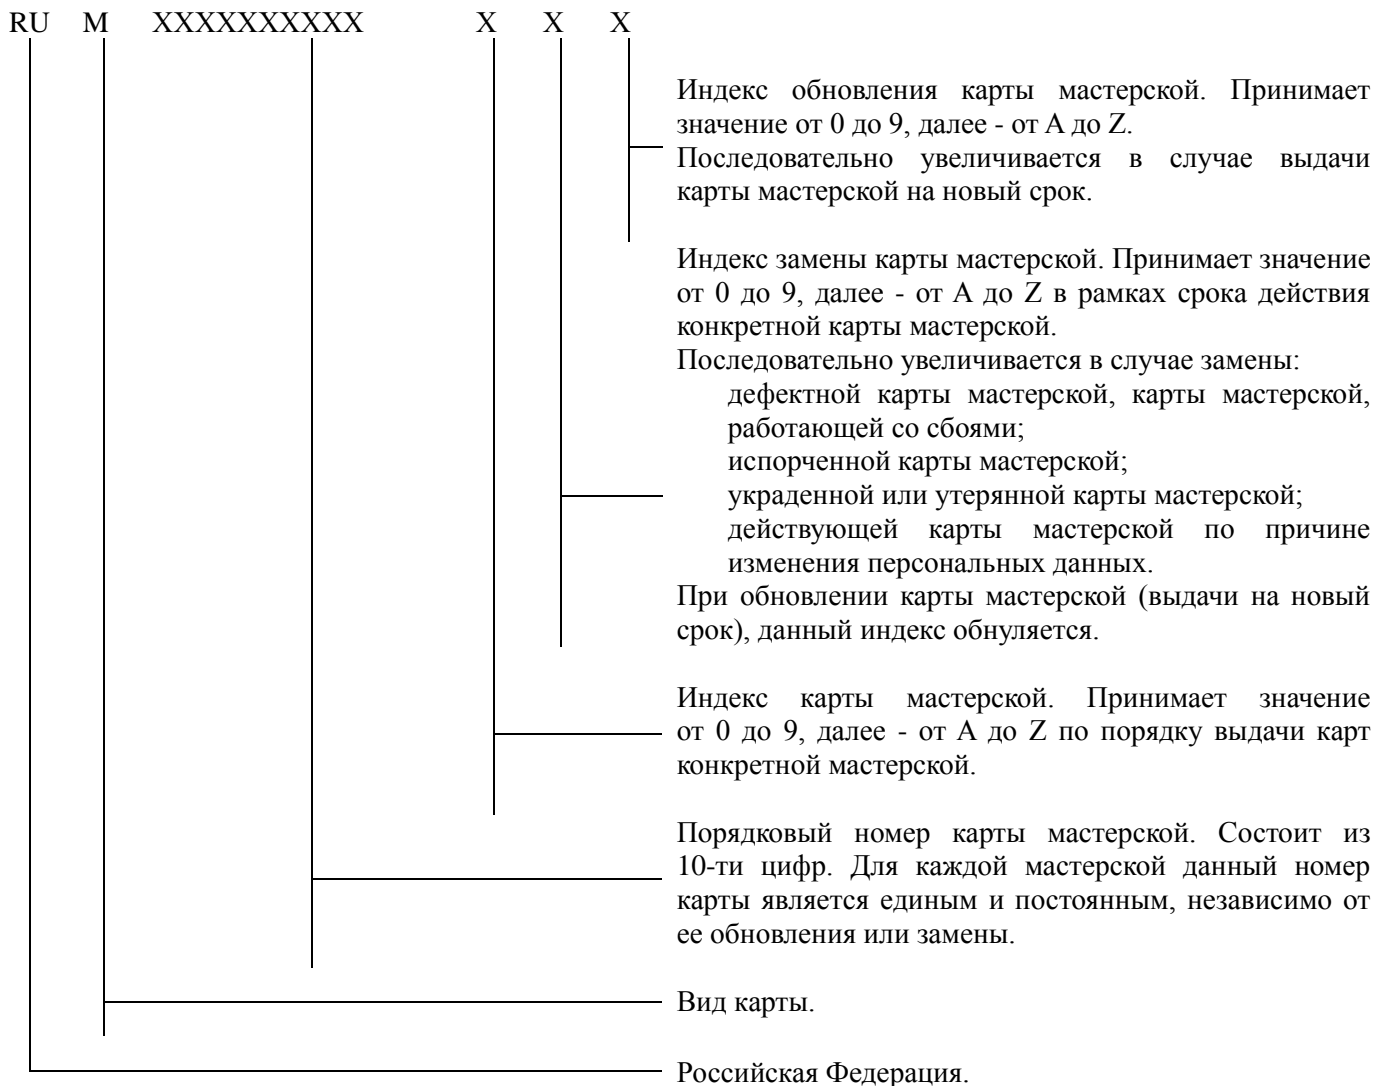 RU M XXXXXXXXXX X X X
Индекс обновления карты мастерской. Принимает
значение от 0 до 9, далее - от A до Z.
Последовательно увеличивается в случае выдачи
карты мастерской на новый срок.
Индекс замены карты мастерской. Принимает значение
от 0 до 9, далее - от A до Z в рамках срока действия
конкретной карты мастерской.
Последовательно увеличивается в случае замены:
дефектной карты мастерской, карты мастерской,
работающей со сбоями;
испорченной карты мастерской;
украденной или утерянной карты мастерской;
действующей карты мастерской по причине
изменения персональных данных.
При обновлении карты мастерской (выдачи на новый
срок), данный индекс обнуляется.
Индекс карты мастерской. Принимает значение
от 0 до 9, далее - от A до Z по порядку выдачи карт
конкретной мастерской.
Порядковый номер карты мастерской. Состоит из
10-ти цифр. Для каждой мастерской данный номер
карты является единым и постоянным, независимо от
ее обновления или замены.
Вид карты.
Российская Федерация.